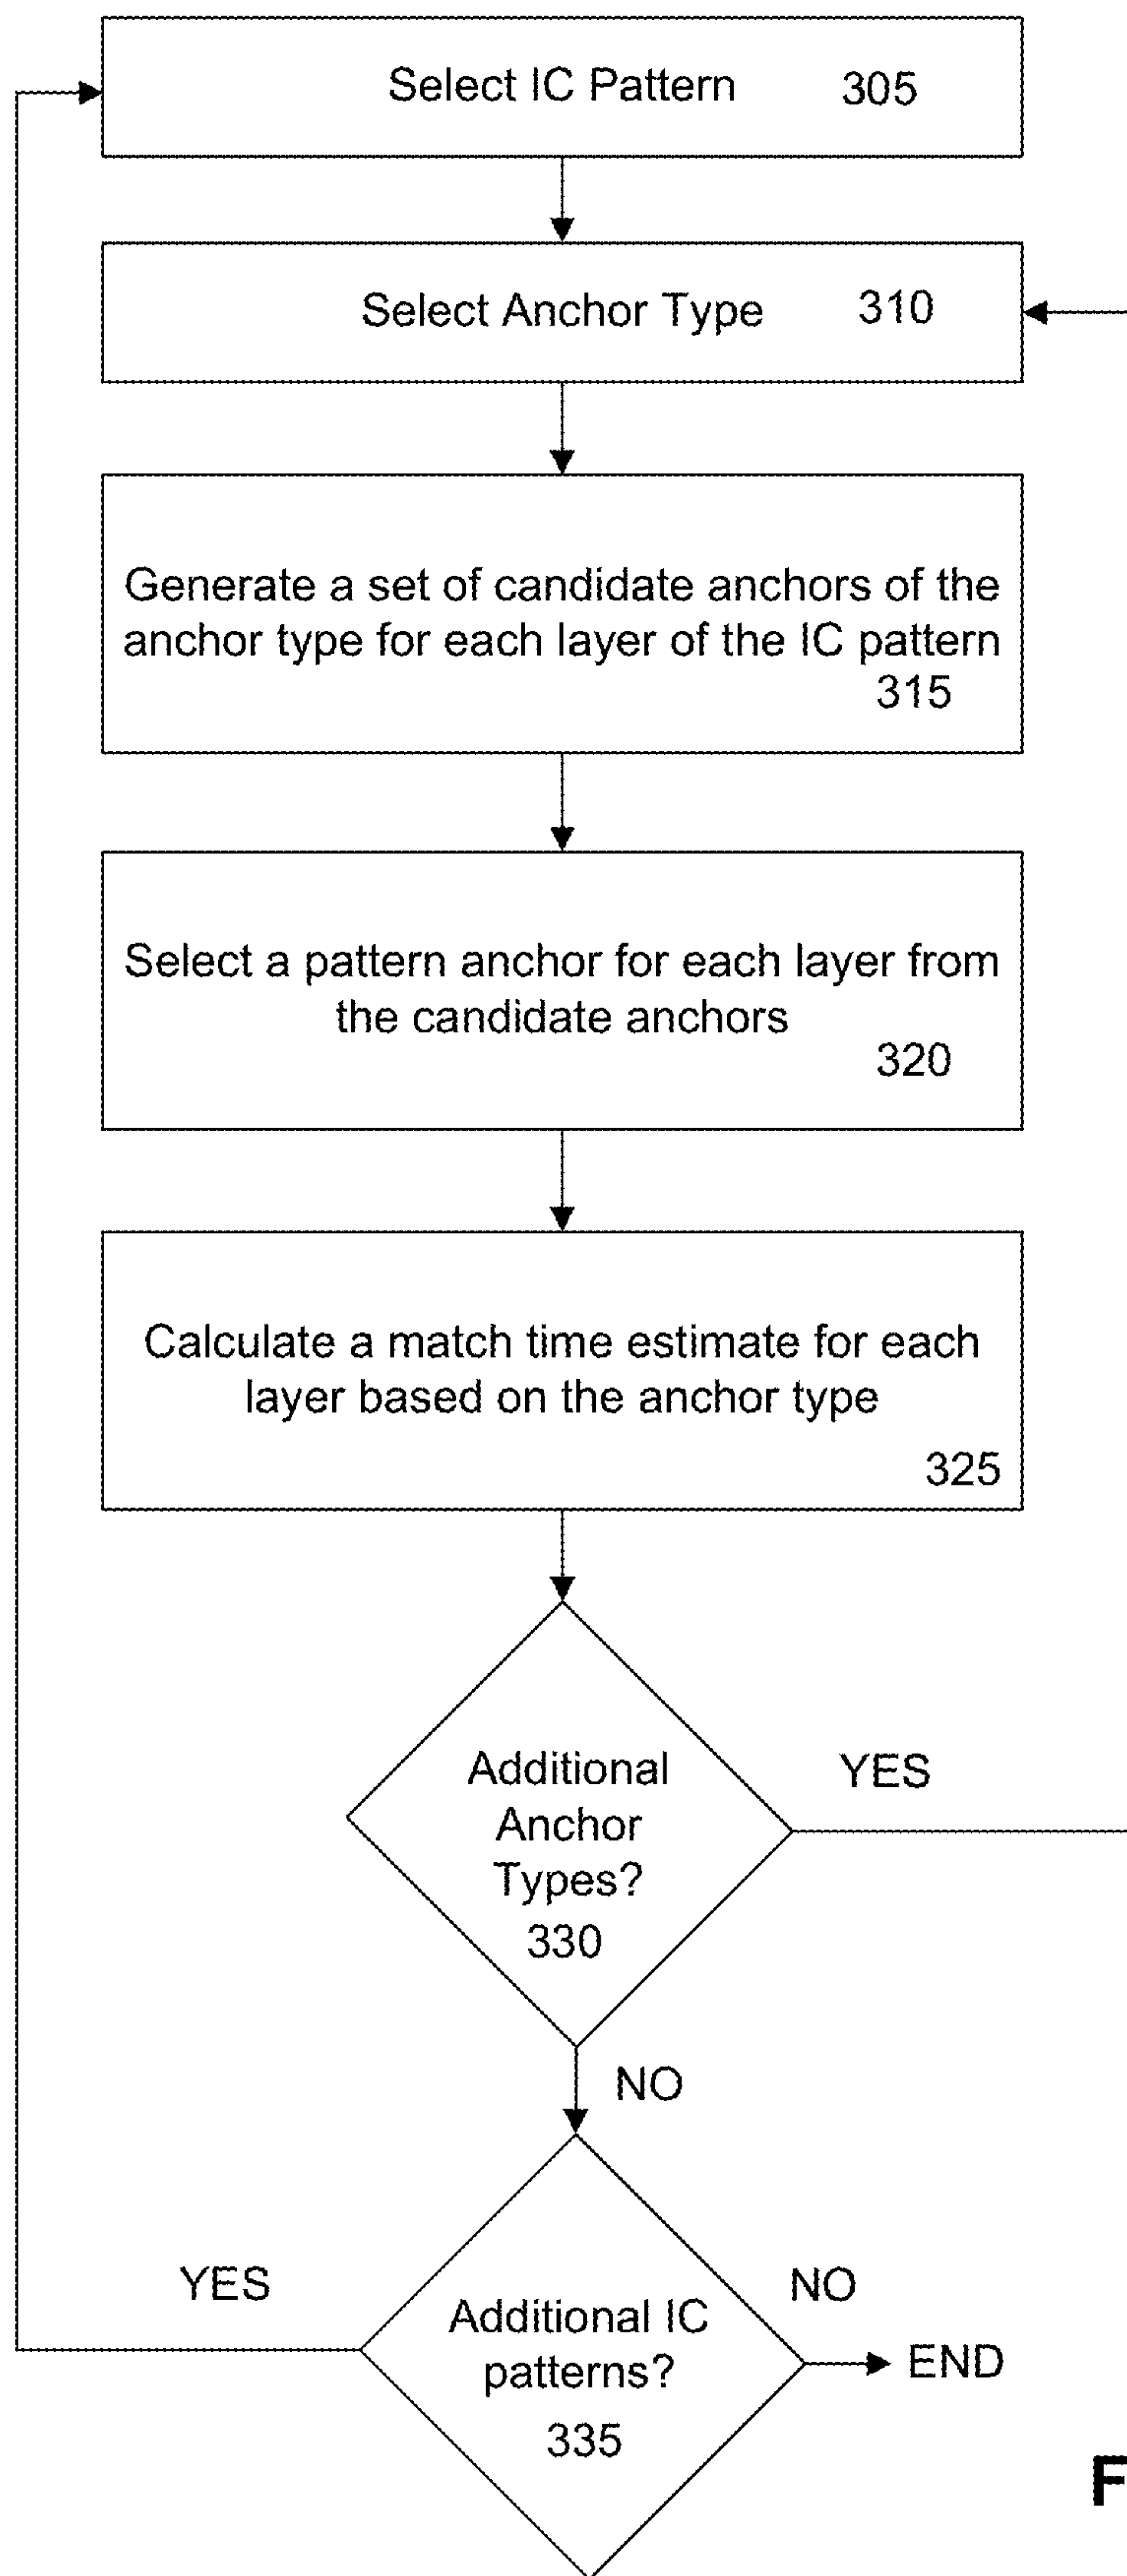 Select IC Pattern 305
Select Anchor Type 310
Generate a set of candidate anchors of the
anchor type for each layer of the IC pattern
315
Select a pattern anchor for each layer from
the candidate anchors
320
Calculate a match time estimate for each
layer based on the anchor type
325
Additional
Anchor
Types?
330
YES
NO
YES
Additional IC
patterns?
335
NO
END
F